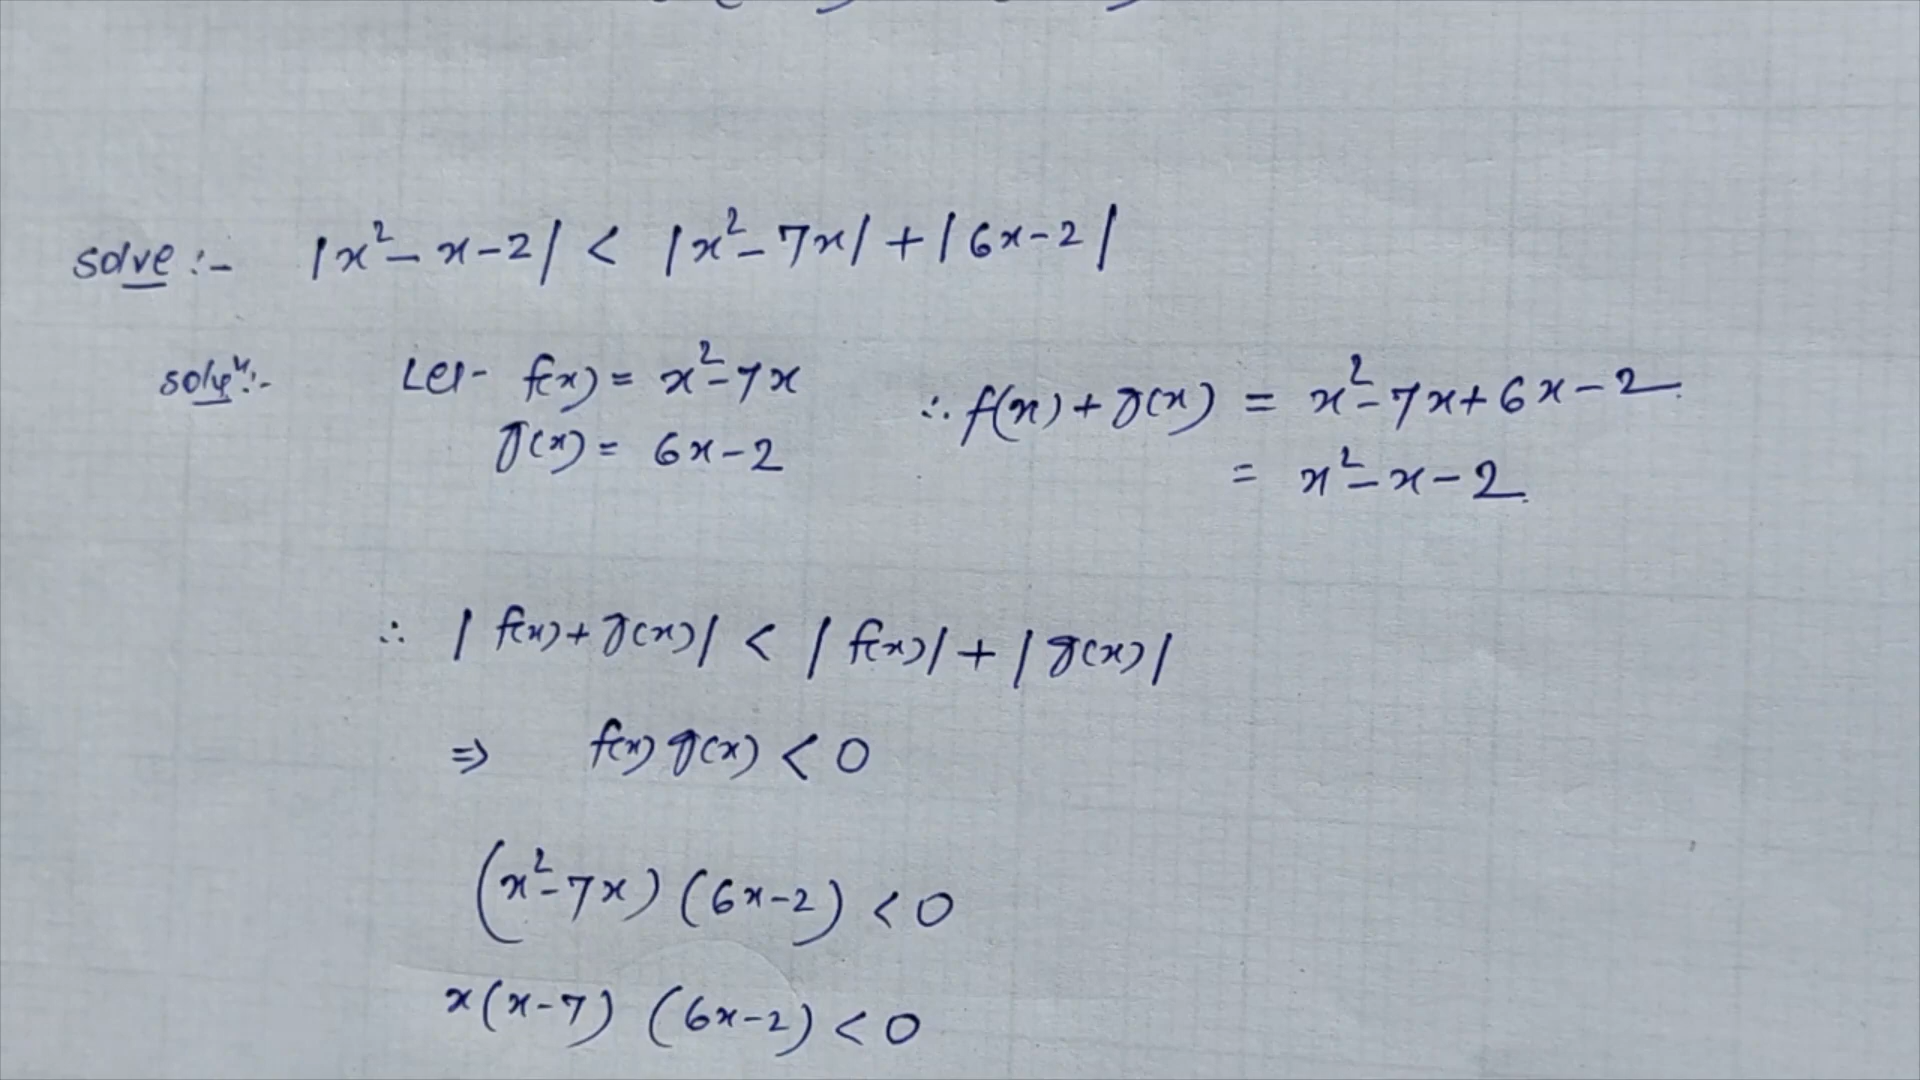 solve :- |x² - x - 2| < |x² - 7x| + |6x - 2|
solnⁿ :- Let f(x) = x² - 7x ∴ f(x) + g(x) = x² - 7x + 6x - 2
g(x) = 6x - 2 = x² - x - 2
∴ |f(x) + g(x)| < |f(x)| + |g(x)|
⇒ f(x) g(x) < 0
(x² - 7x) (6x - 2) < 0
x(x - 7) (6x - 2) < 0